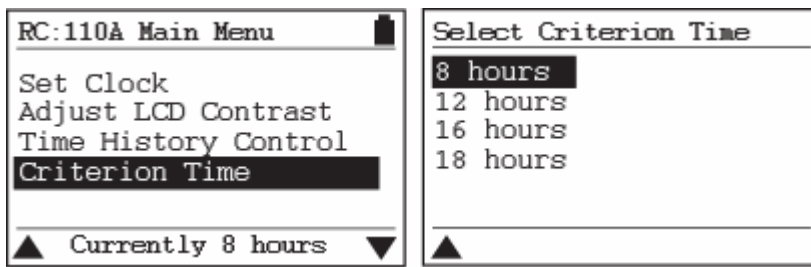 RC:110A Main Menu
Set Clock
Adjust LCD Contrast
Time History Control
Criterion Time
Currently 8 hours
Select Criterion Time
8 hours
12 hours
16 hours
18 hours